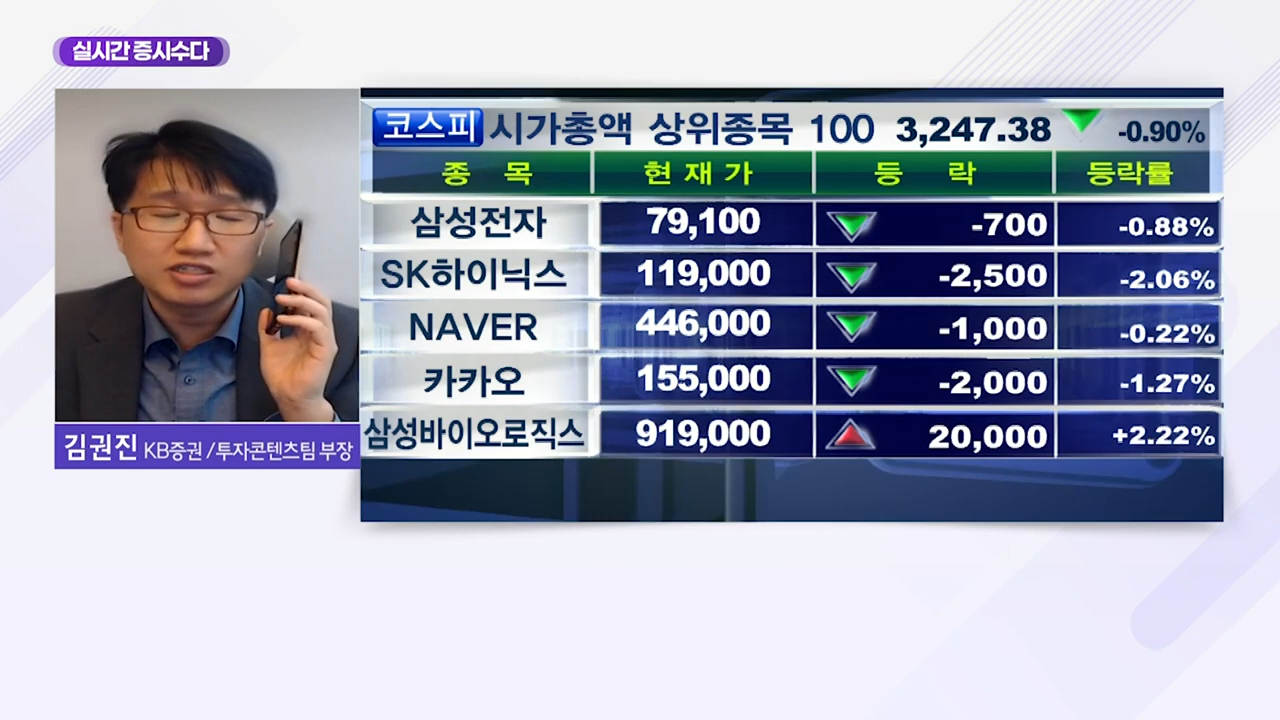 실시간 증시수다
코스피 시가총액 상위종목 100 3,247.38 -0.90%
종 목 현재가 등 락 등락률
삼성전자 79,100 -700 -0.88%
SK하이닉스 119,000 -2,500 -2.06%
NAVER 446,000 -1,000 -0.22%
카카오 155,000 -2,000 -1.27%
삼성바이오로직스 919,000 20,000 +2.22%
김권진 KB증권 / 투자콘텐츠팀 부장